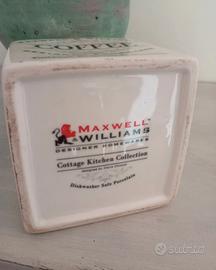 COFFEE
MAXWELL
& WILLIAMS
DESIGNER HOMEWARES
Cottage Kitchen Collection
Dishwasher Safe Porcelain
subito